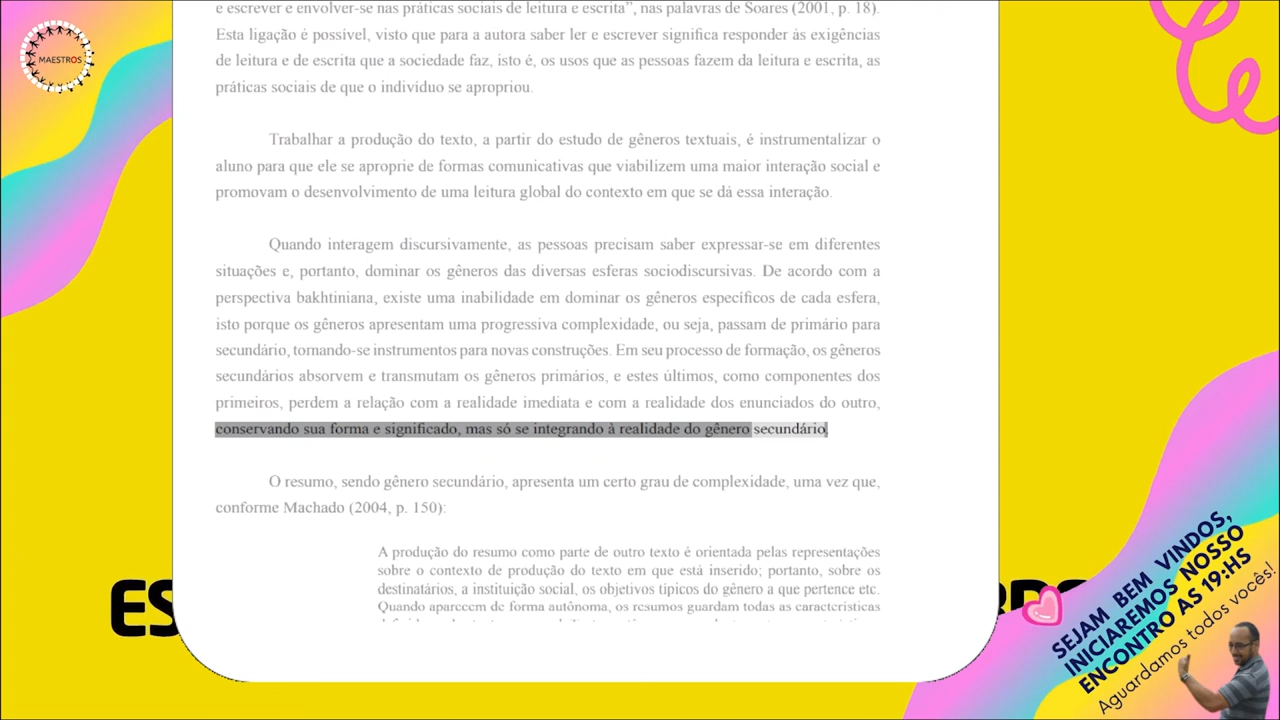 MAESTROS
e escrever e envolver-se nas práticas sociais de leitura e escrita”, nas palavras de Soares (2001, p. 18).
Esta ligação é possível, visto que para a autora saber ler e escrever significa responder às exigências
de leitura e de escrita que a sociedade faz, isto é, os usos que as pessoas fazem da leitura e escrita, as
práticas sociais de que o indivíduo se apropriou.
Trabalhar a produção do texto, a partir do estudo de gêneros textuais, é instrumentalizar o
aluno para que ele se aproprie de formas comunicativas que viabilizem uma maior interação social e
promovam o desenvolvimento de uma leitura global do contexto em que se dá essa interação.
Quando interagem discursivamente, as pessoas precisam saber expressar-se em diferentes
situações e, portanto, dominar os gêneros das diversas esferas sociodiscursivas. De acordo com a
perspectiva bakhtiniana, existe uma inabilidade em dominar os gêneros específicos de cada esfera,
isto porque os gêneros apresentam uma progressiva complexidade, ou seja, passam de primário para
secundário, tornando-se instrumentos para novas construções. Em seu processo de formação, os gêneros
secundários absorvem e transmutam os gêneros primários, e estes últimos, como componentes dos
primeiros, perdem a relação com a realidade imediata e com a realidade dos enunciados do outro,
conservando sua forma e significado, mas só se integrando à realidade do gênero secundário.
O resumo, sendo gênero secundário, apresenta um certo grau de complexidade, uma vez que,
conforme Machado (2004, p. 150):
A produção do resumo como parte de outro texto é orientada pelas representações
sobre o contexto de produção do texto em que está inserido; portanto, sobre os
destinatários, a instituição social, os objetivos típicos do gênero a que pertence etc.
Quando aparecem de forma autônoma, os resumos guardam todas as características
ES
SEJAM BEM VINDOS,
INICIAREMOS NOSSO
ENCONTRO AS 19:HS
Aguardamos todos vocês!